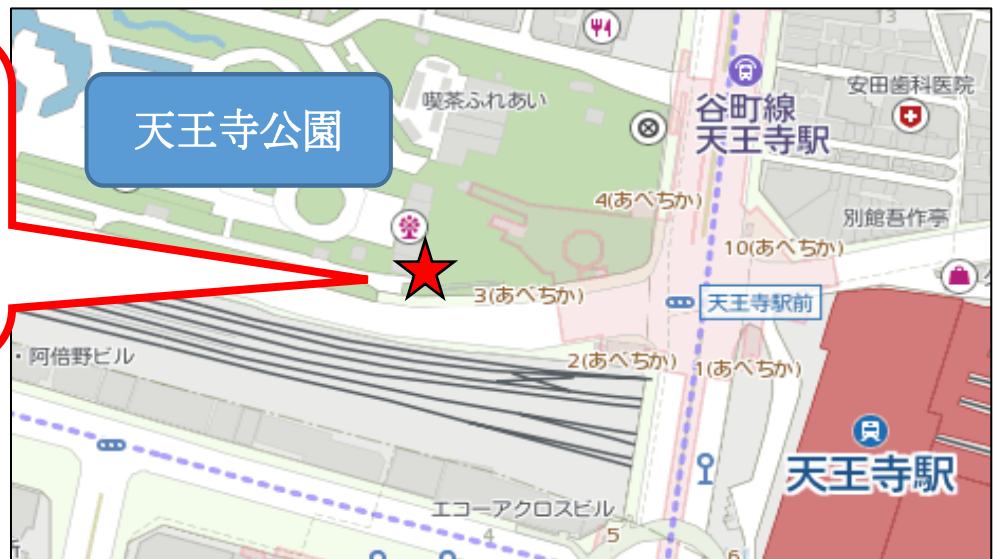 13
安田歯科医院
喫茶ふれあい
谷町線
天王寺駅
天王寺公園
4(あべちか)
別館吾作亭
10(あべちか)
3(あべちか)
天王寺駅前
・阿倍野ビル
2(あべちか)
1(あべちか)
天王寺駅
エコーアクロスビル
4
5
6